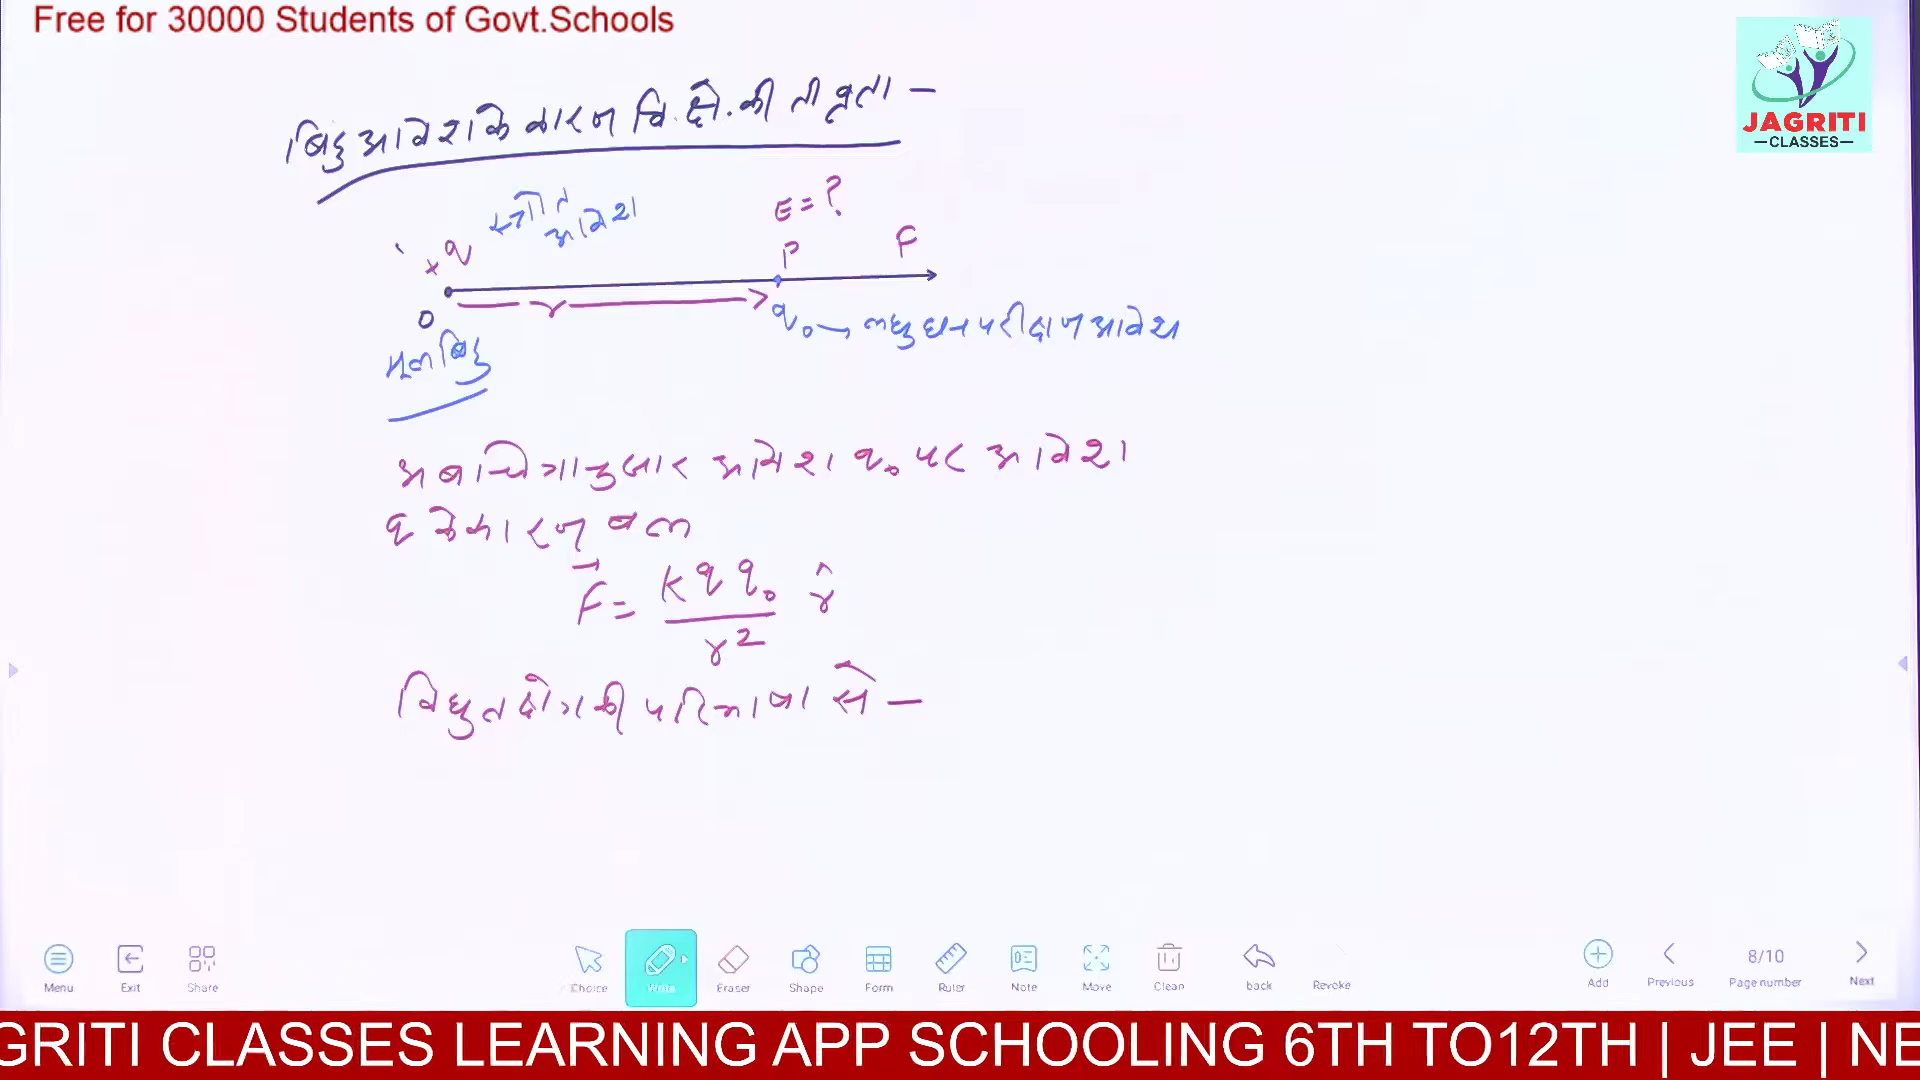 Free for 30000 Students of Govt.Schools
JAGRITI
—CLASSES—
बिंदु आवेश के कारण वि.क्षे. की तीव्रता –
स्त्रोत
आवेश
E = ?
+q
P
F
O
r
q₀ → लघु धन परीक्षण आवेश
मूल बिंदु
आवेश q₀ पर आवेश
q के कारण बल
F⃗ = kqq₀/r² r̂
विधुत क्षेत्र की परिभाषा से –
Menu
Exit
Share
Choice
Write
Eraser
Shape
Form
Ruler
Note
Move
Clean
back
Revoke
Add
Previous
8/10
Page number
Next
GRITI CLASSES LEARNING APP SCHOOLING 6TH TO12TH | JEE | NE